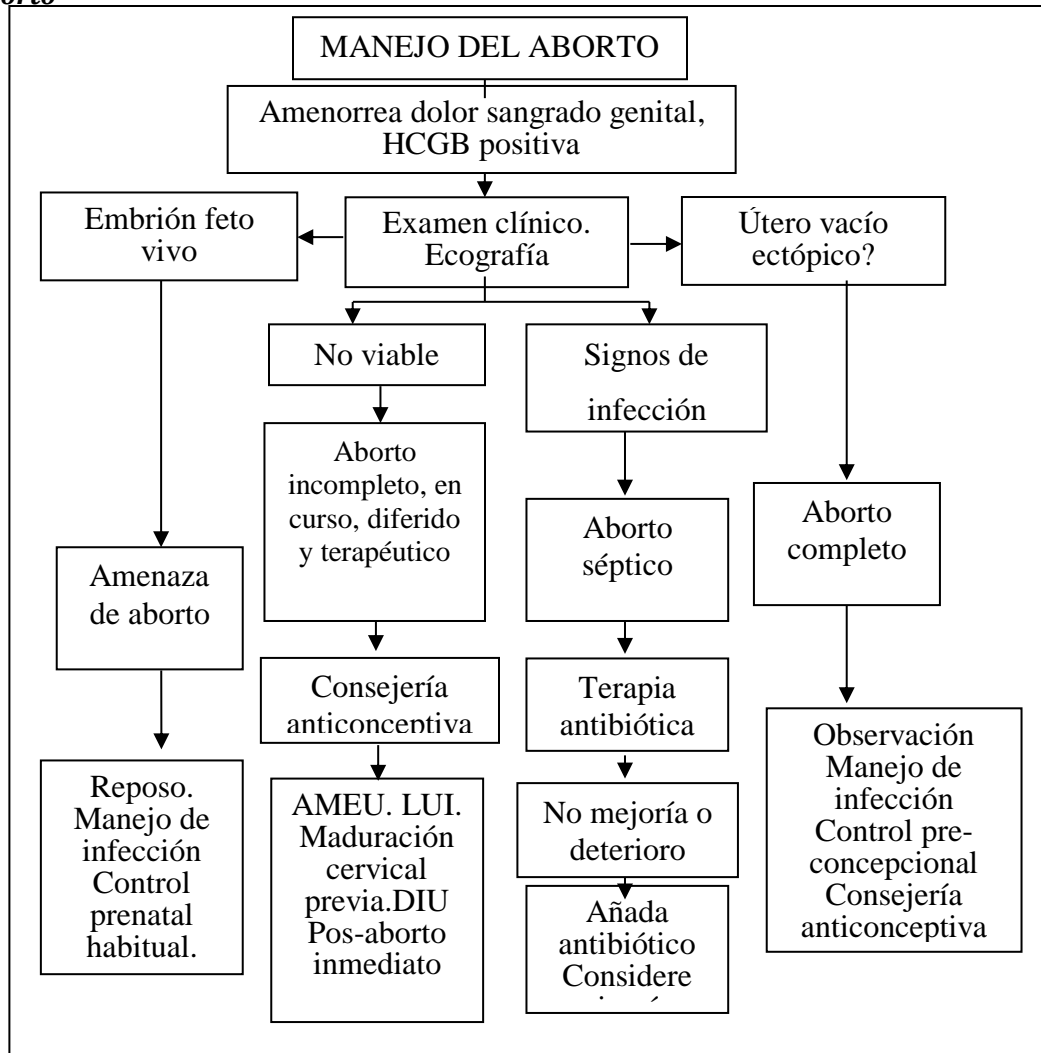 orto
MANEJO DEL ABORTO
Amenorrea dolor sangrado genital,
HCGB positiva
Embrión feto
vivo
Examen clínico.
Ecografía
Útero vacío
ectópico?
No viable
Signos de
infección
Aborto
incompleto, en
curso, diferido
y terapéutico
Aborto
séptico
Aborto
completo
Amenaza
de aborto
Consejería
anticonceptiva
Terapia
antibiótica
Reposo.
Manejo de
infección
Control
prenatal
habitual.
AMEU. LUI.
Maduración
cervical
previa.DIU
Pos-aborto
inmediato
No mejoría o
deterioro
Añada
antibiótico
Considere
Observación
Manejo de
infección
Control pre-
concepcional
Consejería
anticonceptiva